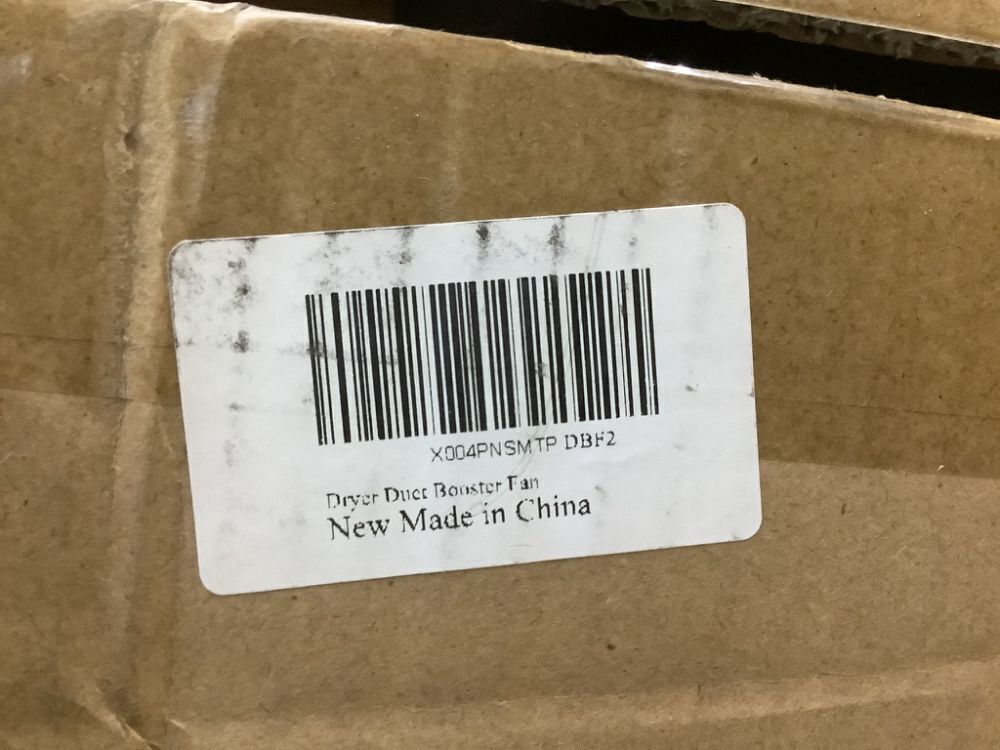 X004PNSMTP DBF2
Dryer Duct Booster Fan
New Made in China